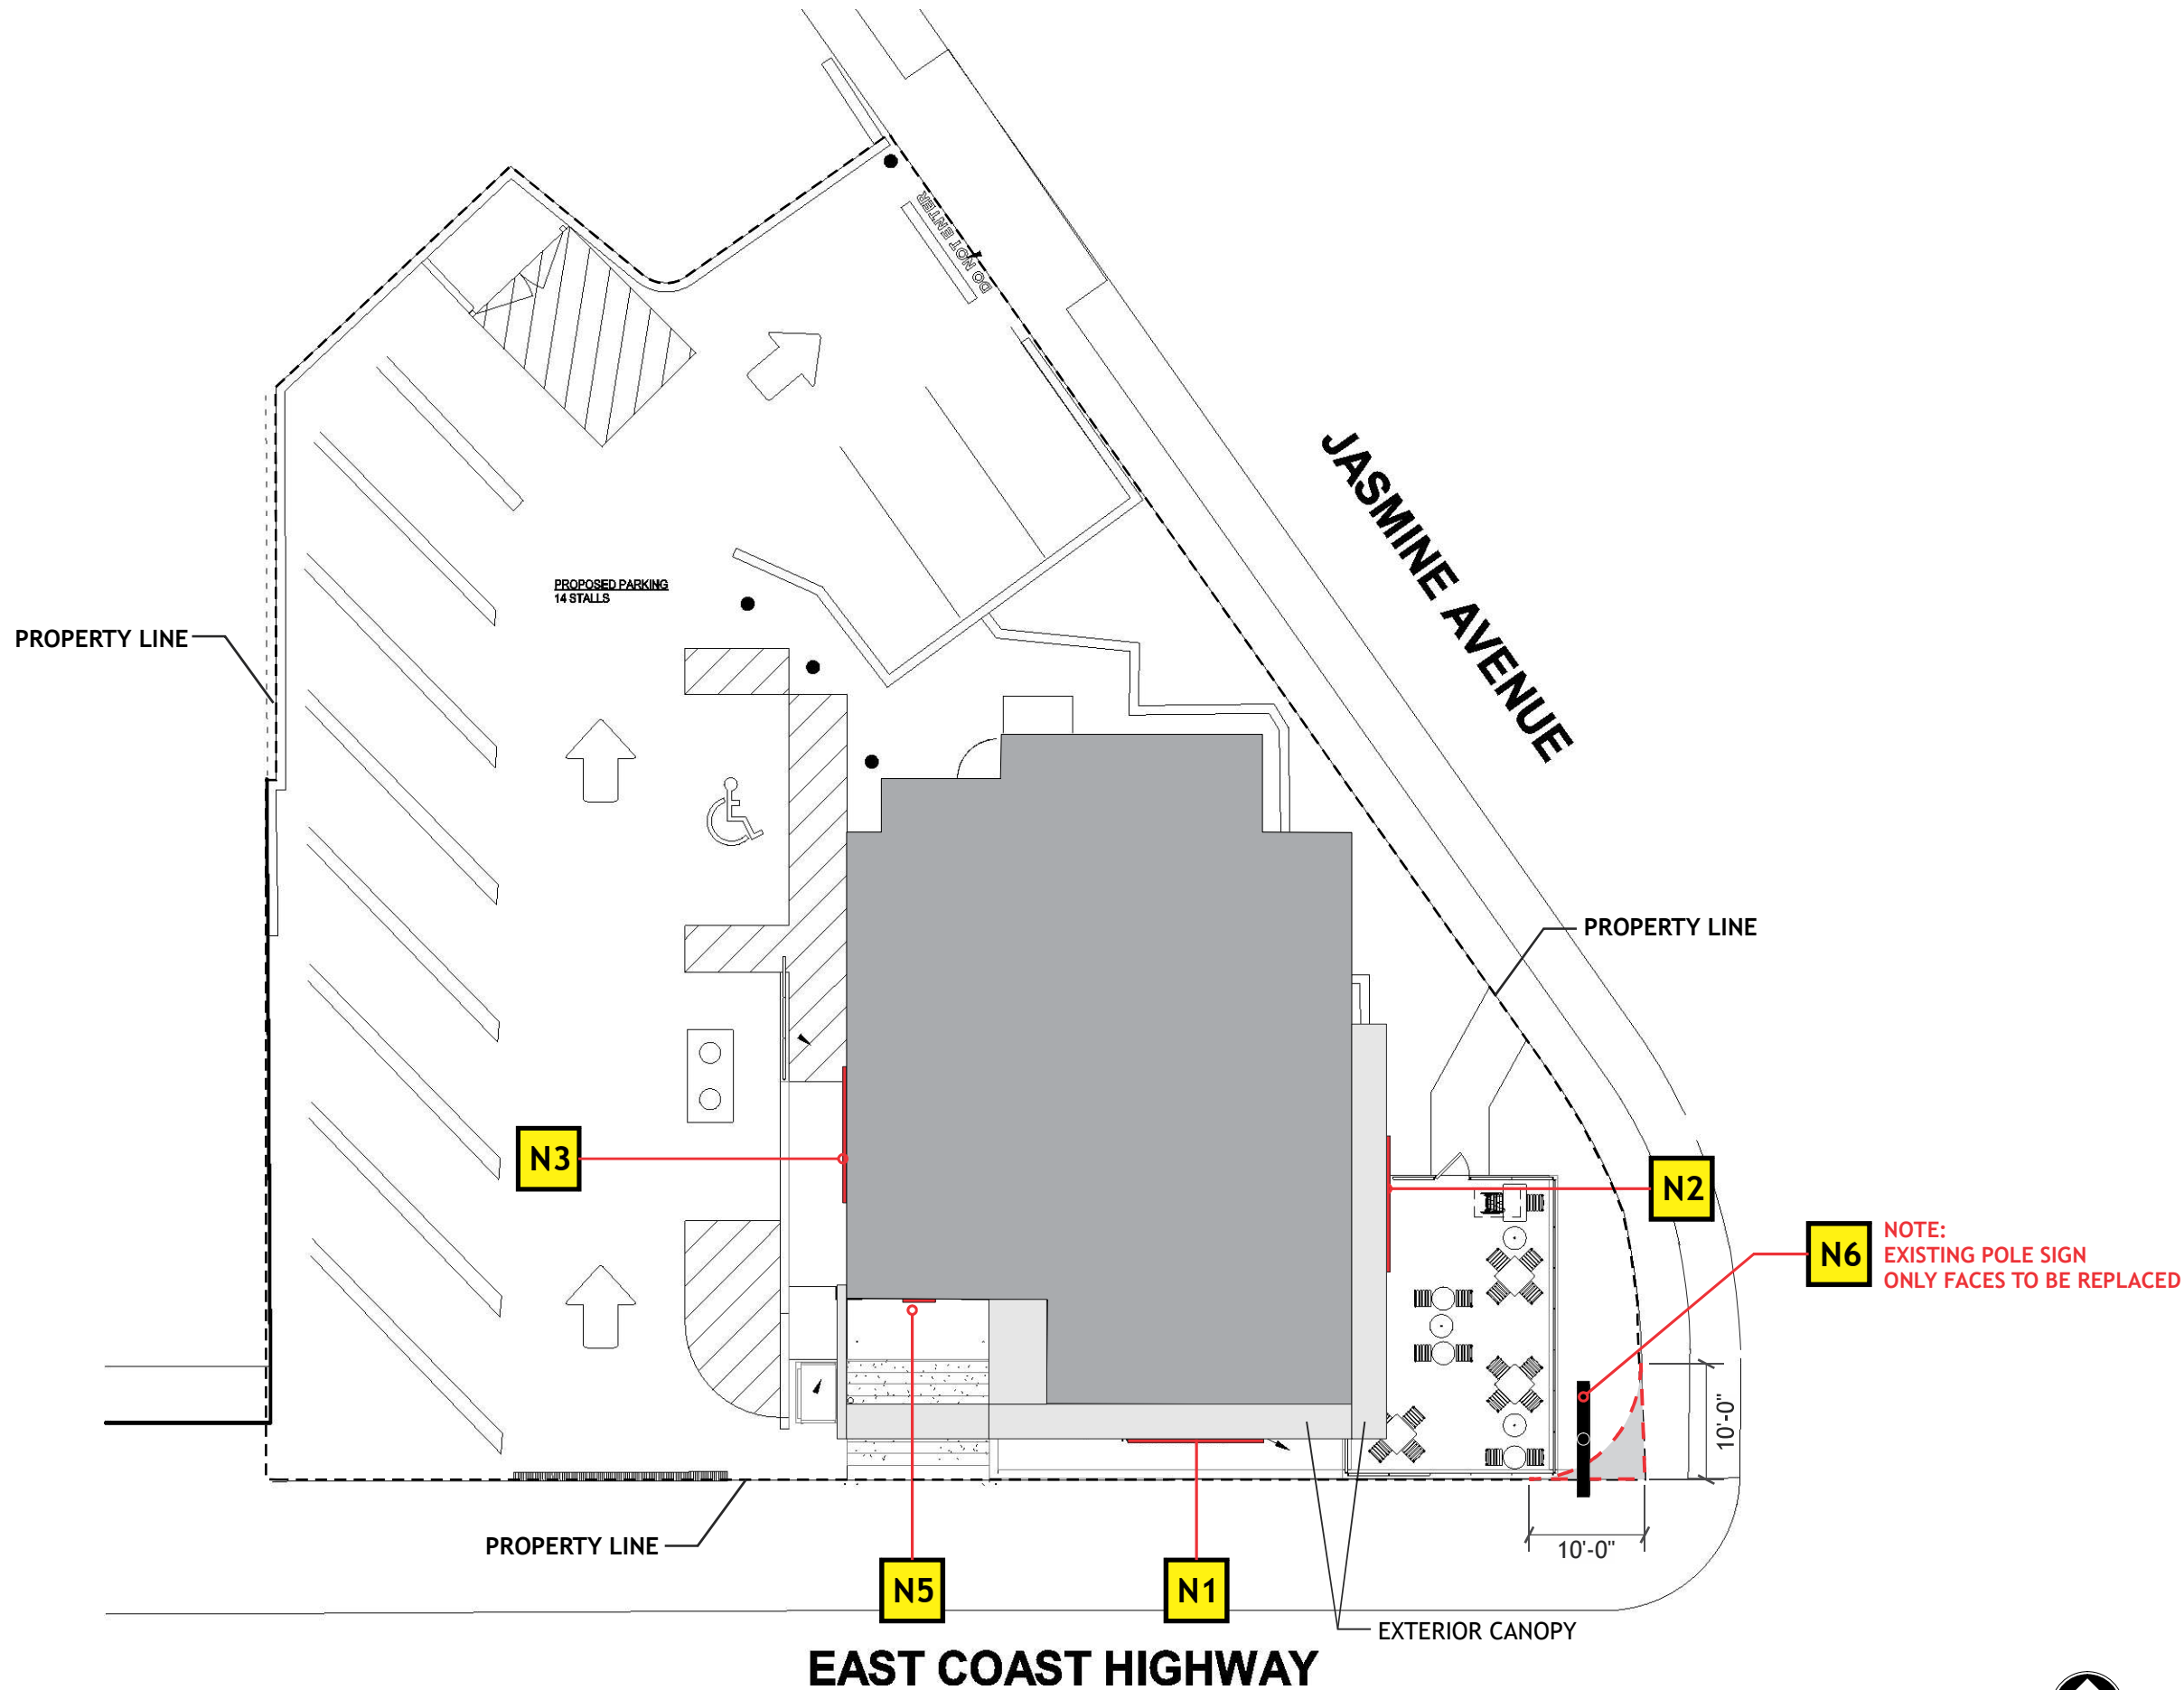 DO NOT ENTER
JASMINE AVENUE
PROPOSED PARKING
14 STALLS
PROPERTY LINE
PROPERTY LINE
N3
N2
N6
NOTE:
EXISTING POLE SIGN
ONLY FACES TO BE REPLACED
10'-0"
10'-0"
PROPERTY LINE
N5
N1
EXTERIOR CANOPY
EAST COAST HIGHWAY